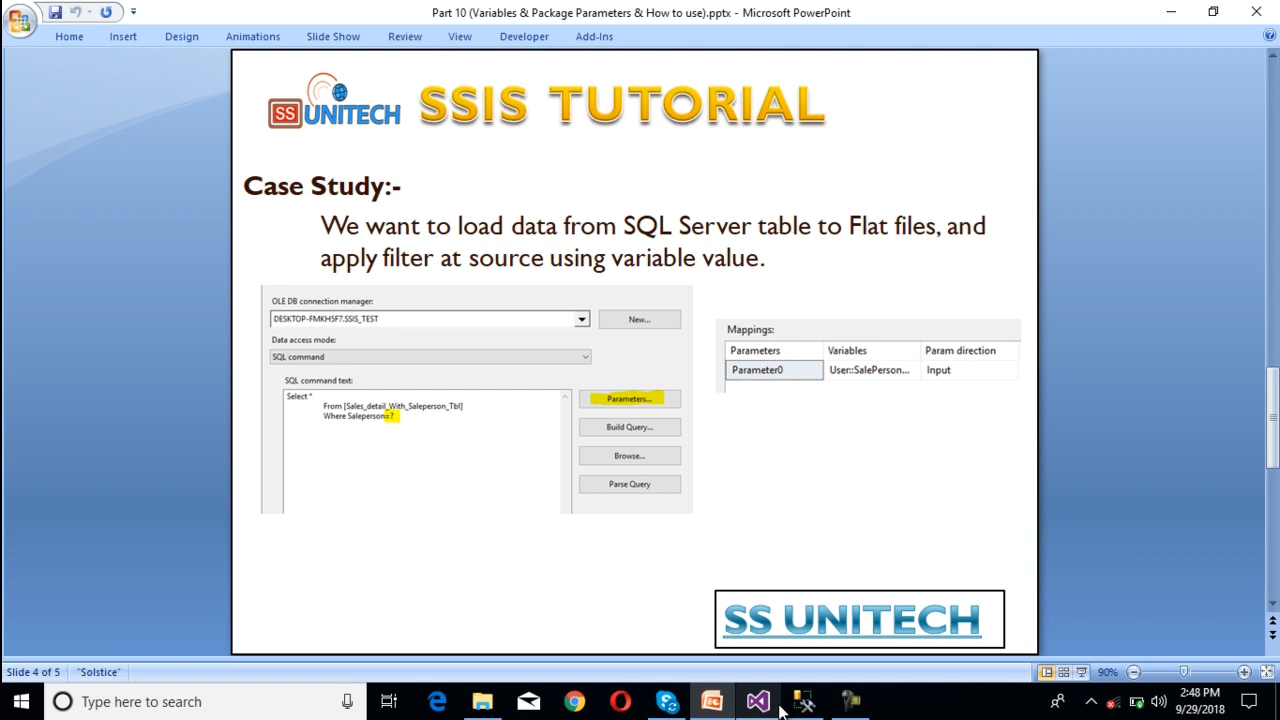 Part 10 (Variables & Package Parameters & How to use).pptx - Microsoft PowerPoint
Home Insert Design Animations Slide Show Review View Developer Add-Ins
SS UNITECH SSIS TUTORIAL
Case Study:-
We want to load data from SQL Server table to Flat files, and
apply filter at source using variable value.
OLE DB connection manager:
DESKTOP-FMKH5F7.SSIS_TEST New...
Data access mode:
SQL command
SQL command text:
Select *
From [Sales_detail_With_Saleperson_Tbl]
Where Saleperson=?
Parameters...
Build Query...
Browse...
Parse Query
Mappings:
Parameters Variables Param direction
Parameter0 User::SalePerson... Input
SS UNITECH
Slide 4 of 5 "Solstice" 90%
Type here to search
2:48 PM
9/29/2018